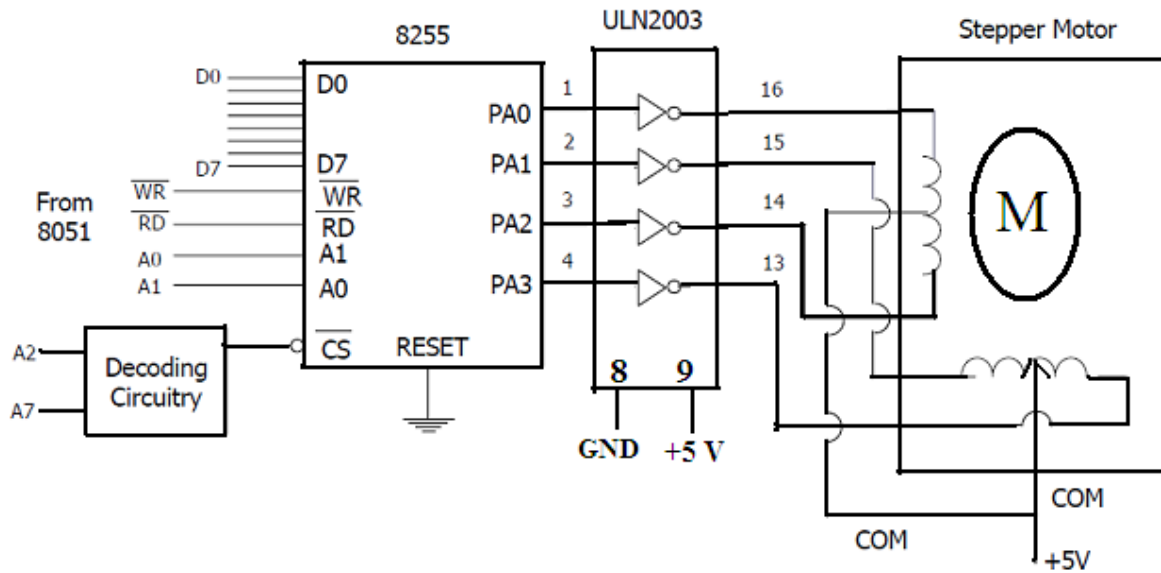 ULN2003
8255
Stepper Motor
D0
D0
D7
D7
From
8051
WR
WR
RD
RD
A0
A1
A1
A0
A2
A7
Decoding
Circuitry
CS
RESET
PA0
PA1
PA2
PA3
1
2
3
4
16
15
14
13
M
8
9
GND
+5 V
COM
COM
+5V